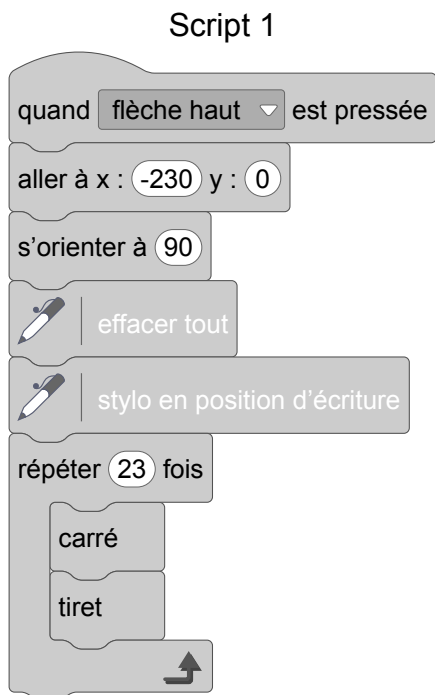 Script 1
quand flèche haut est pressée
aller à x : -230 y : 0
s’orienter à 90
effacer tout
stylo en position d’écriture
répéter 23 fois
carré
tiret